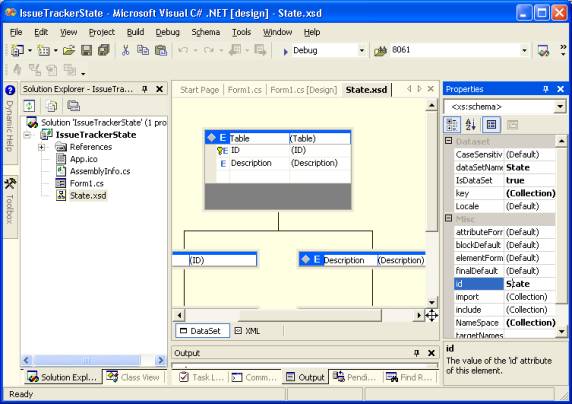 IssueTrackerState - Microsoft Visual C# .NET [design] - State.xsd
File Edit View Project Build Debug Schema Tools Window Help
Debug 8061
Solution Explorer - IssueTra...
Start Page Form1.cs Form1.cs [Design] State.xsd
Properties
<xs:schema>
Dynamic Help
Toolbox
Solution 'IssueTrackerState' (1 pro
IssueTrackerState
References
App.ico
AssemblyInfo.cs
Form1.cs
State.xsd
E Table (Table)
E ID (ID)
E Description (Description)
(ID)
E Description (Description)
DataSet XML
Dataset
CaseSensitiv (Default)
dataSetName State
IsDataSet true
key (Collection)
Locale (Default)
Misc
attributeForr (Default)
blockDefault (Default)
elementForm (Default)
finalDefault (Default)
id State
import (Collection)
include (Collection)
NameSpace (Collection)
targetNames
id
The value of the 'id' attribute
of this element.
Output
Solution Expl... Class View
Task L... Comm... Output Pendi... Find R...
Ready